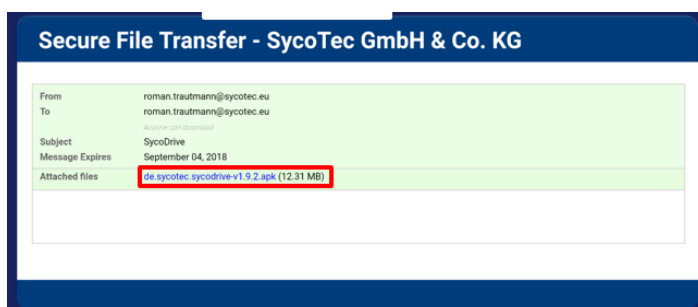 Secure File Transfer - SycoTec GmbH & Co. KG
From roman.trautmann@sycotec.eu
To roman.trautmann@sycotec.eu
Anyone can download
Subject SycoDrive
Message Expires September 04, 2018
Attached files de.sycotec.sycodrive-v1.9.2.apk (12.31 MB)